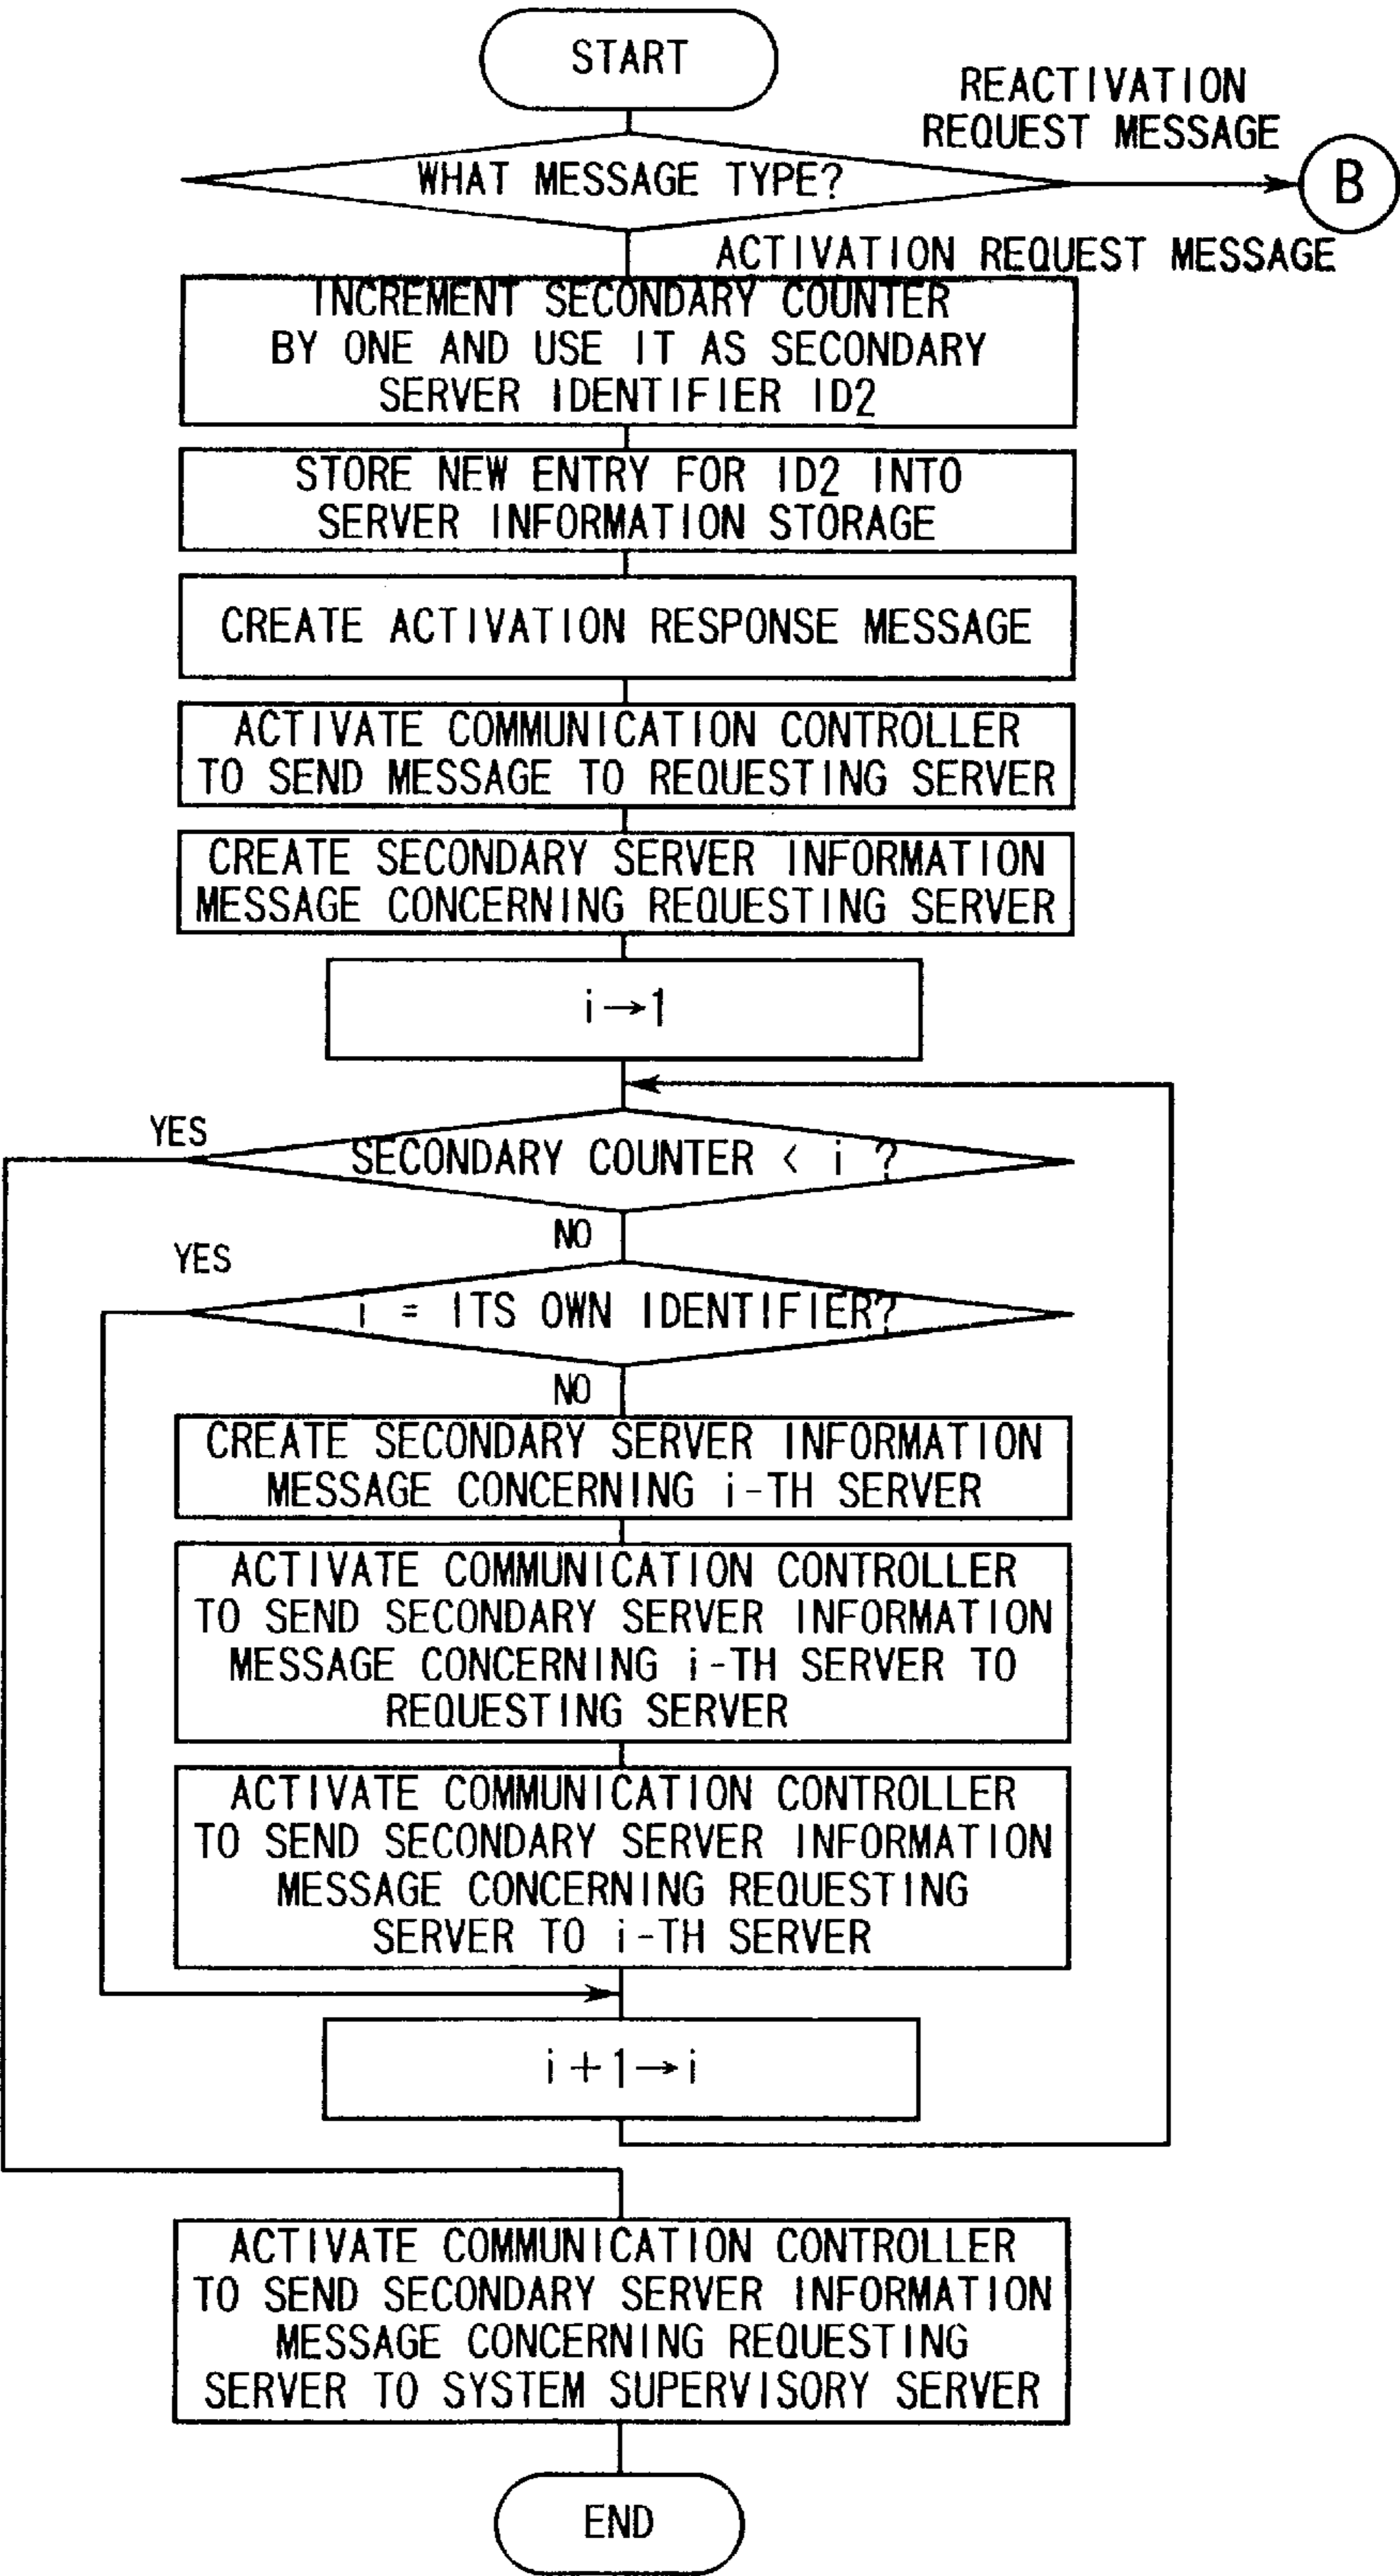 START
REACTIVATION
REQUEST MESSAGE
WHAT MESSAGE TYPE?
B
ACTIVATION REQUEST MESSAGE
INCREMENT SECONDARY COUNTER
BY ONE AND USE IT AS SECONDARY
SERVER IDENTIFIER ID2
STORE NEW ENTRY FOR ID2 INTO
SERVER INFORMATION STORAGE
CREATE ACTIVATION RESPONSE MESSAGE
ACTIVATE COMMUNICATION CONTROLLER
TO SEND MESSAGE TO REQUESTING SERVER
CREATE SECONDARY SERVER INFORMATION
MESSAGE CONCERNING REQUESTING SERVER
i→1
YES
SECONDARY COUNTER < i ?
NO
YES
i = ITS OWN IDENTIFIER?
NO
CREATE SECONDARY SERVER INFORMATION
MESSAGE CONCERNING i-TH SERVER
ACTIVATE COMMUNICATION CONTROLLER
TO SEND SECONDARY SERVER INFORMATION
MESSAGE CONCERNING i-TH SERVER TO
REQUESTING SERVER
ACTIVATE COMMUNICATION CONTROLLER
TO SEND SECONDARY SERVER INFORMATION
MESSAGE CONCERNING REQUESTING
SERVER TO i-TH SERVER
i+1→i
ACTIVATE COMMUNICATION CONTROLLER
TO SEND SECONDARY SERVER INFORMATION
MESSAGE CONCERNING REQUESTING
SERVER TO SYSTEM SUPERVISORY SERVER
END